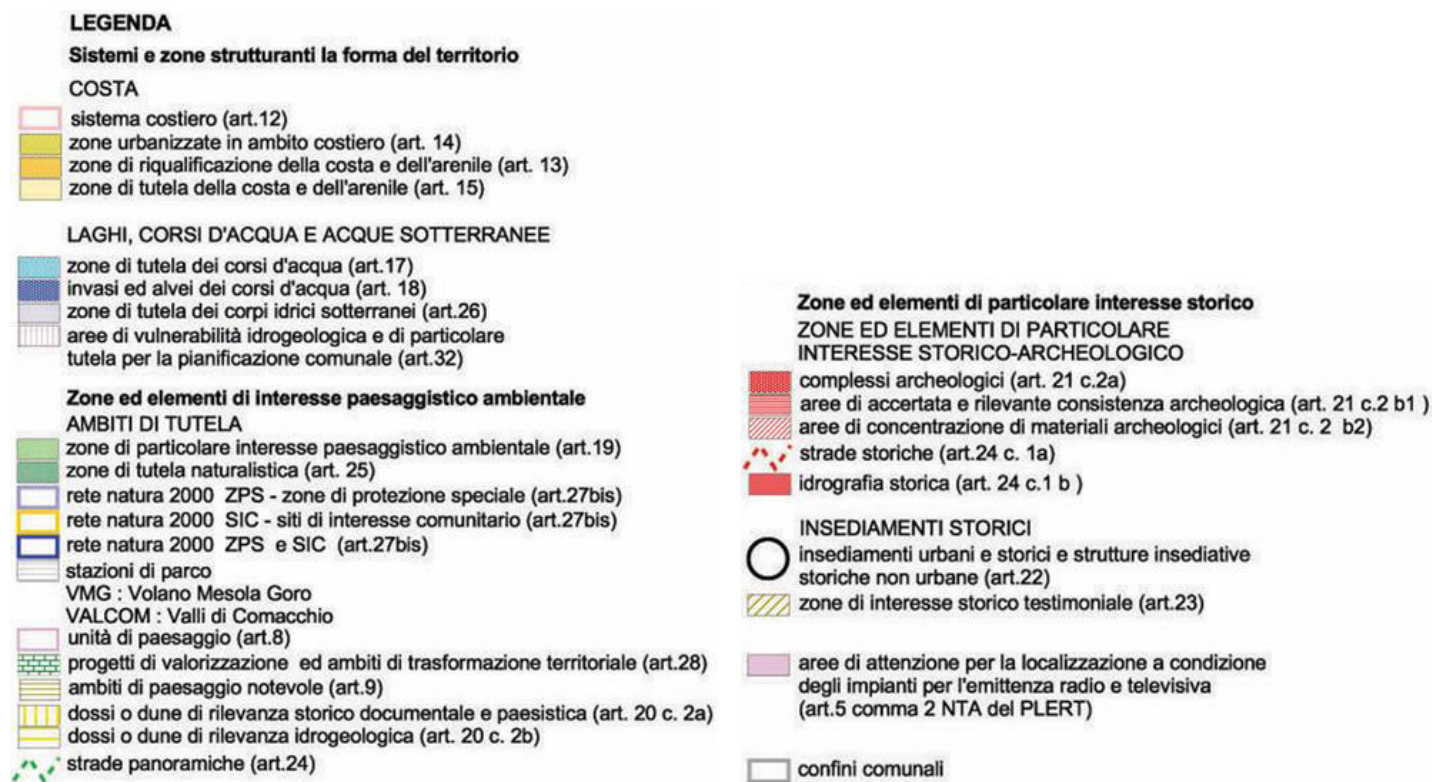 LEGENDA
Sistemi e zone strutturanti la forma del territorio
COSTA
sistema costiero (art.12)
zone urbanizzate in ambito costiero (art. 14)
zone di riqualificazione della costa e dell'arenile (art. 13)
zone di tutela della costa e dell'arenile (art. 15)
LAGHI, CORSI D'ACQUA E ACQUE SOTTERRANEE
zone di tutela dei corsi d'acqua (art.17)
invasi ed alvei dei corsi d'acqua (art. 18)
zone di tutela dei corpi idrici sotterranei (art.26)
aree di vulnerabilità idrogeologica e di particolare
tutela per la pianificazione comunale (art.32)
Zone ed elementi di interesse paesaggistico ambientale
AMBITI DI TUTELA
zone di particolare interesse paesaggistico ambientale (art.19)
zone di tutela naturalistica (art. 25)
rete natura 2000 ZPS - zone di protezione speciale (art.27bis)
rete natura 2000 SIC - siti di interesse comunitario (art.27bis)
rete natura 2000 ZPS e SIC (art.27bis)
stazioni di parco
VMG : Volano Mesola Goro
VALCOM : Valli di Comacchio
unità di paesaggio (art.8)
progetti di valorizzazione ed ambiti di trasformazione territoriale (art.28)
ambiti di paesaggio notevole (art.9)
dossi o dune di rilevanza storico documentale e paesistica (art. 20 c. 2a)
dossi o dune di rilevanza idrogeologica (art. 20 c. 2b)
strade panoramiche (art.24)
Zone ed elementi di particolare interesse storico
ZONE ED ELEMENTI DI PARTICOLARE
INTERESSE STORICO-ARCHEOLOGICO
complessi archeologici (art. 21 c.2a)
aree di accertata e rilevante consistenza archeologica (art. 21 c.2 b1 )
aree di concentrazione di materiali archeologici (art. 21 c. 2 b2)
strade storiche (art.24 c. 1a)
idrografia storica (art. 24 c.1 b )
INSEDIAMENTI STORICI
insediamenti urbani e storici e strutture insediative
storiche non urbane (art.22)
zone di interesse storico testimoniale (art.23)
aree di attenzione per la localizzazione a condizione
degli impianti per l'emittenza radio e televisiva
(art.5 comma 2 NTA del PLERT)
confini comunali